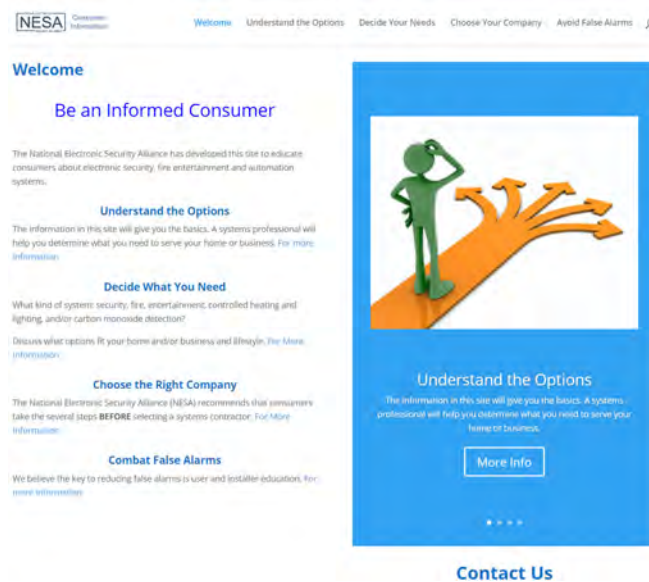 NESA Consumer Information
Welcome Understand the Options Decide Your Needs Choose Your Company Avoid False Alarms
Welcome
Be an Informed Consumer
The National Electronic Security Alliance has developed this site to educate
consumers about electronic security, fire entertainment and automation
systems.
Understand the Options
The information in this site will give you the basics. A systems professional will
help you determine what you need to serve your home or business. For more
information
Decide What You Need
What kind of system: security, fire, entertainment, controlled heating and
lighting, and/or carbon monoxide detection?
Discuss what options fit your home and/or business and lifestyle. For More
Information
Choose the Right Company
The National Electronic Security Alliance (NESA) recommends that consumers
take the several steps BEFORE selecting a systems contractor. For More
Information
Combat False Alarms
We believe the key to reducing false alarms is user and installer education. For
more information
Understand the Options
The information in this site will give you the basics. A systems
professional will help you determine what you need to serve your
home or business.
More Info
Contact Us